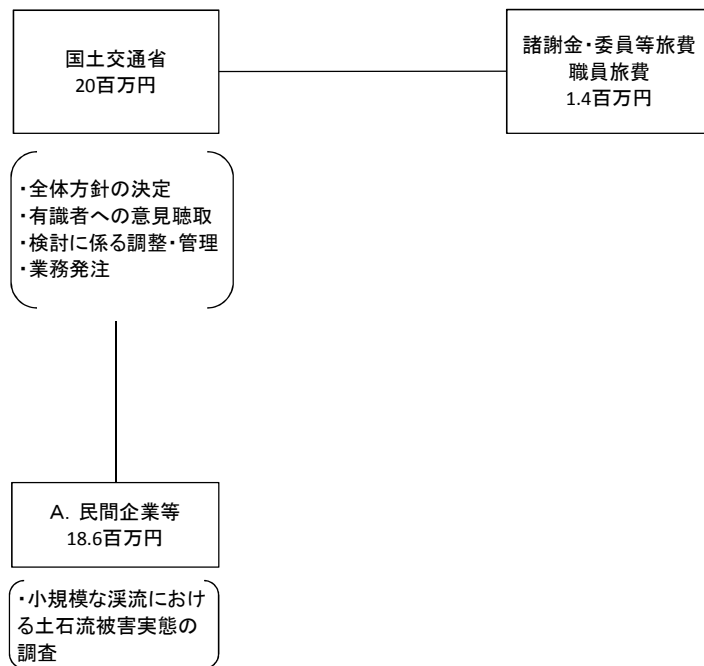 国土交通省
20百万円
諸謝金・委員等旅費
職員旅費
1.4百万円
・全体方針の決定
・有識者への意見聴取
・検討に係る調整・管理
・業務発注
A．民間企業等
18.6百万円
・小規模な渓流におけ
る土石流被害実態の
調査